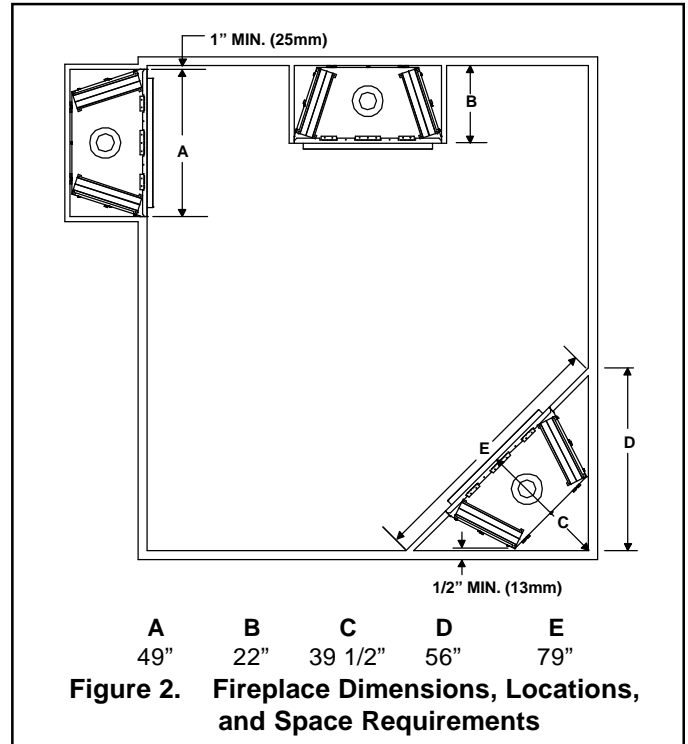 1” MIN. (25mm)
B
A
E
D
C
1/2” MIN. (13mm)
A B C D E
49” 22” 39 1/2” 56” 79”
Figure 2. Fireplace Dimensions, Locations,
and Space Requirements